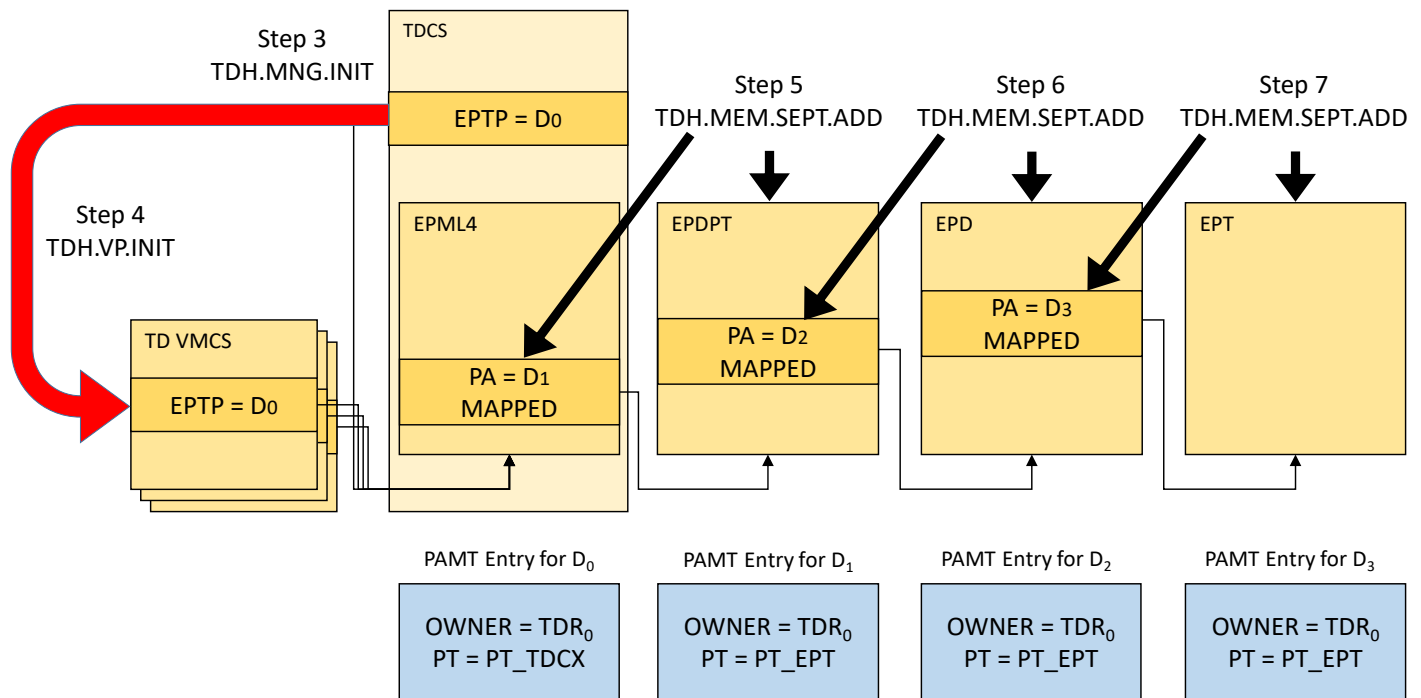 Step 3
TDH.MNG.INIT
TDCS
EPTP = D0
Step 5
TDH.MEM.SEPT.ADD
Step 6
TDH.MEM.SEPT.ADD
Step 7
TDH.MEM.SEPT.ADD
Step 4
TDH.VP.INIT
EPML4
EPDPT
EPD
EPT
PA = D3
MAPPED
PA = D2
MAPPED
TD VMCS
PA = D1
MAPPED
EPTP = D0
PAMT Entry for D0
PAMT Entry for D1
PAMT Entry for D2
PAMT Entry for D3
OWNER = TDR0
PT = PT_TDCX
OWNER = TDR0
PT = PT_EPT
OWNER = TDR0
PT = PT_EPT
OWNER = TDR0
PT = PT_EPT